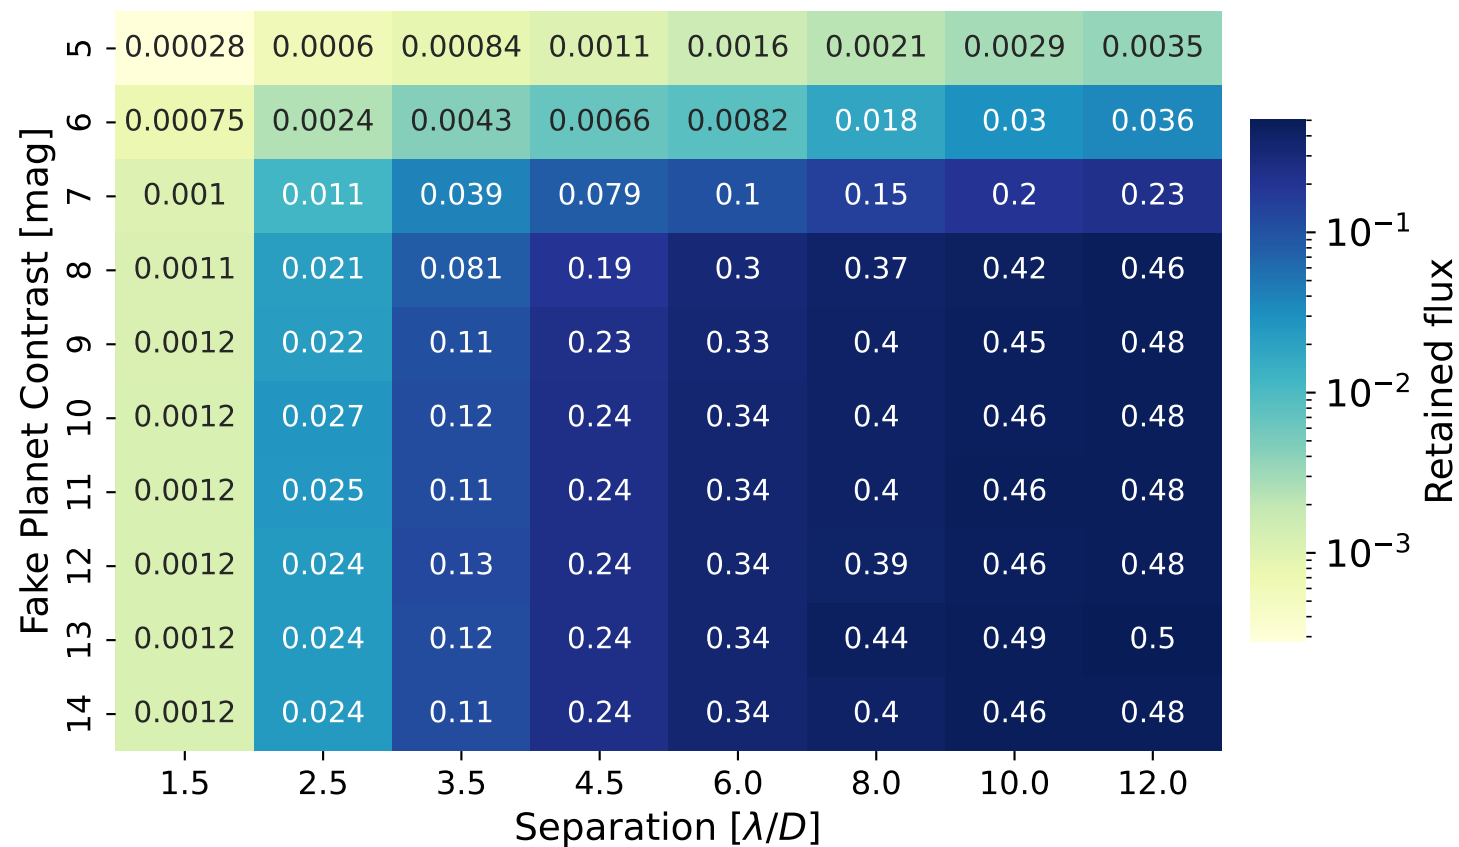 5 0.00028 0.0006 0.00084 0.0011 0.0016 0.0021 0.0029 0.0035
6 0.00075 0.0024 0.0043 0.0066 0.0082 0.018 0.03 0.036
7 0.001 0.011 0.039 0.079 0.1 0.15 0.2 0.23
8 0.0011 0.021 0.081 0.19 0.3 0.37 0.42 0.46
9 0.0012 0.022 0.11 0.23 0.33 0.4 0.45 0.48
10 0.0012 0.027 0.12 0.24 0.34 0.4 0.46 0.48
11 0.0012 0.025 0.11 0.24 0.34 0.4 0.46 0.48
12 0.0012 0.024 0.13 0.24 0.34 0.39 0.46 0.48
13 0.0012 0.024 0.12 0.24 0.34 0.44 0.49 0.5
14 0.0012 0.024 0.11 0.24 0.34 0.4 0.46 0.48
1.5 2.5 3.5 4.5 6.0 8.0 10.0 12.0
Separation [λ/D]
Fake Planet Contrast [mag]
10⁻¹
10⁻²
10⁻³
Retained flux